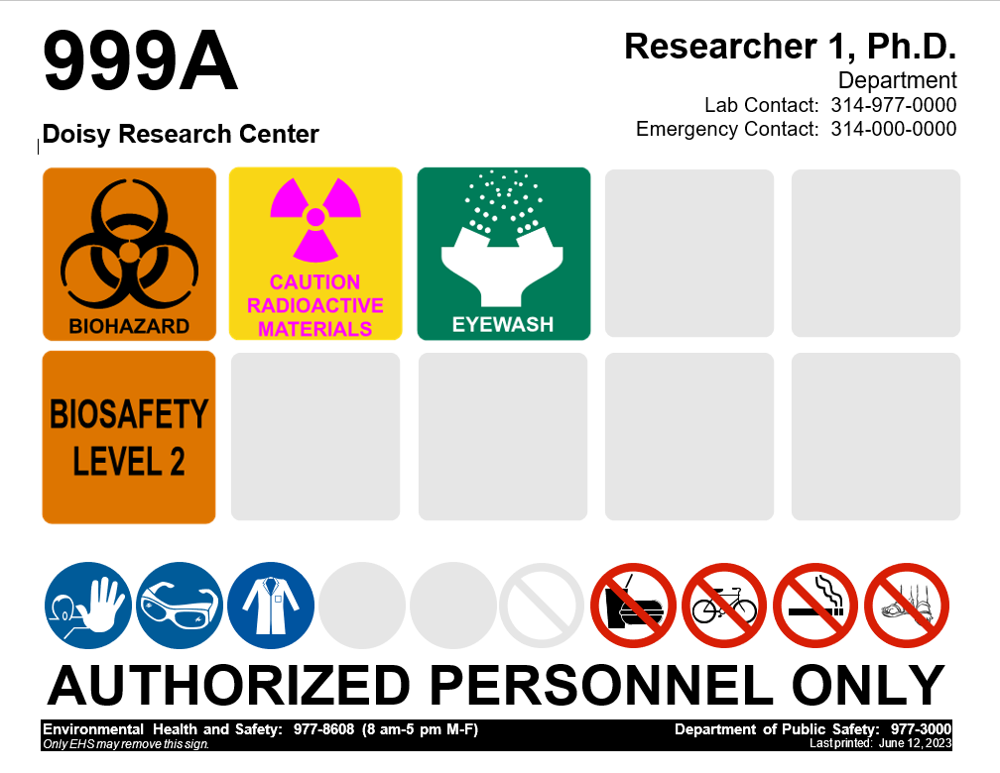 999A
Researcher 1, Ph.D.
Department
Lab Contact: 314-977-0000
Emergency Contact: 314-000-0000
Doisy Research Center
BIOHAZARD
CAUTION
RADIOACTIVE
MATERIALS
EYEWASH
BIOSAFETY
LEVEL 2
AUTHORIZED PERSONNEL ONLY
Environmental Health and Safety: 977-8608 (8 am-5 pm M-F)
Department of Public Safety: 977-3000
Only EHS may remove this sign.
Last printed: June 12, 2023